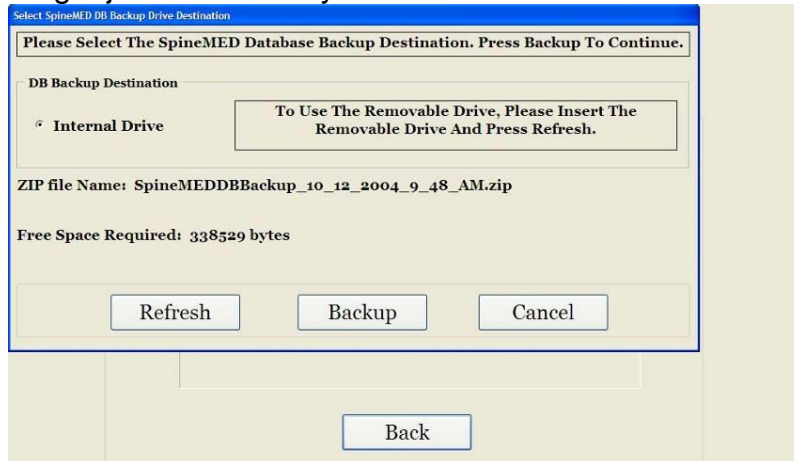 Select SpineMED DB Backup Drive Destination
Please Select The SpineMED Database Backup Destination. Press Backup To Continue.
DB Backup Destination
Internal Drive
To Use The Removable Drive, Please Insert The
Removable Drive And Press Refresh.
ZIP file Name: SpineMEDDBBackup_10_12_2004_9_48_AM.zip
Free Space Required: 338529 bytes
Refresh Backup Cancel
Back